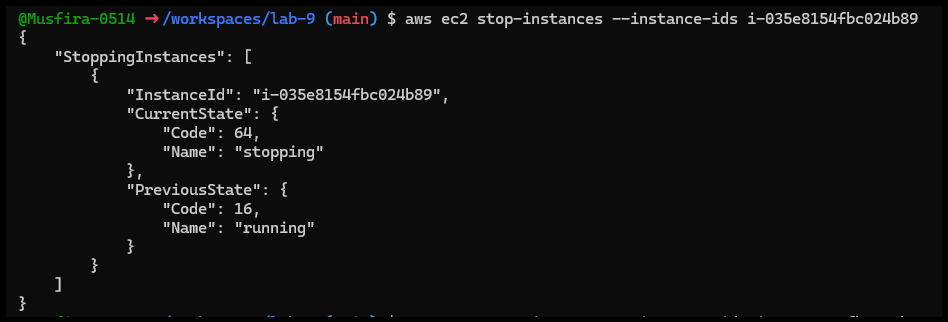 @Musfira-0514 ➜/workspaces/lab-9 (main) $ aws ec2 stop-instances --instance-ids i-035e8154fbc024b89
{
    "StoppingInstances": [
        {
            "InstanceId": "i-035e8154fbc024b89",
            "CurrentState": {
                "Code": 64,
                "Name": "stopping"
            },
            "PreviousState": {
                "Code": 16,
                "Name": "running"
            }
        }
    ]
}